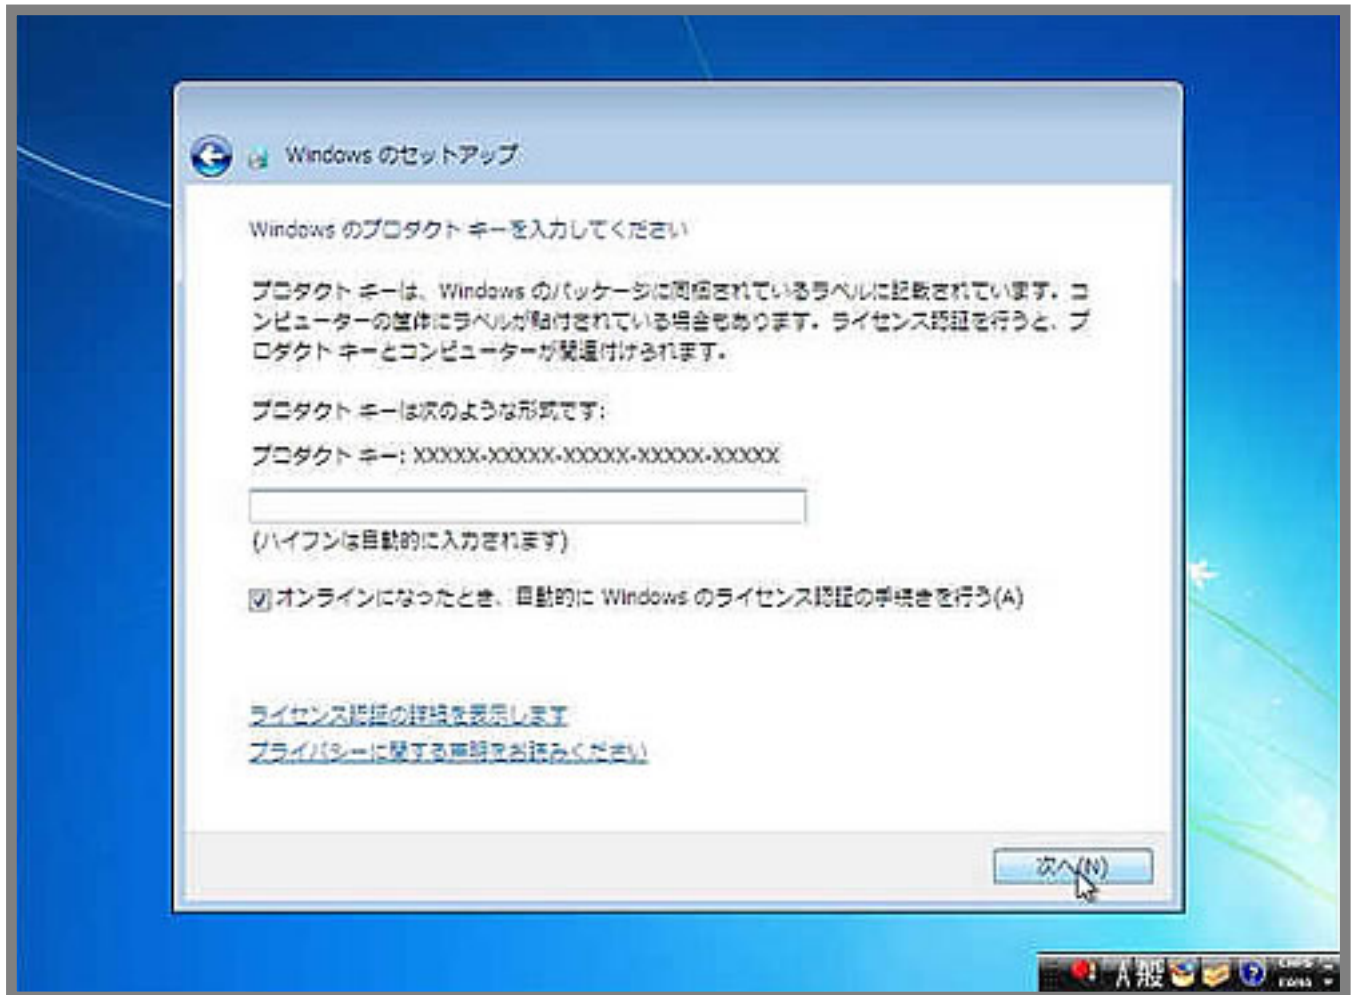 Windows のセットアップ
Windows のプロダクト キーを入力してください
プロダクト キーは、Windows のパッケージに同梱されているラベルに記載されています。コ
ンピューターの筐体にラベルが貼付されている場合もあります。ライセンス認証を行うと、プ
ロダクト キーとコンピューターが関連付けられます。
プロダクト キーは次のような形式です:
プロダクト キー: XXXXX-XXXXX-XXXXX-XXXXX-XXXXX
(ハイフンは自動的に入力されます)
オンラインになったとき、自動的に Windows のライセンス認証の手続きを行う(A)
ライセンス認証の詳細を表示します
プライバシーに関する声明をお読みください
次へ(N)
A 般
KANA